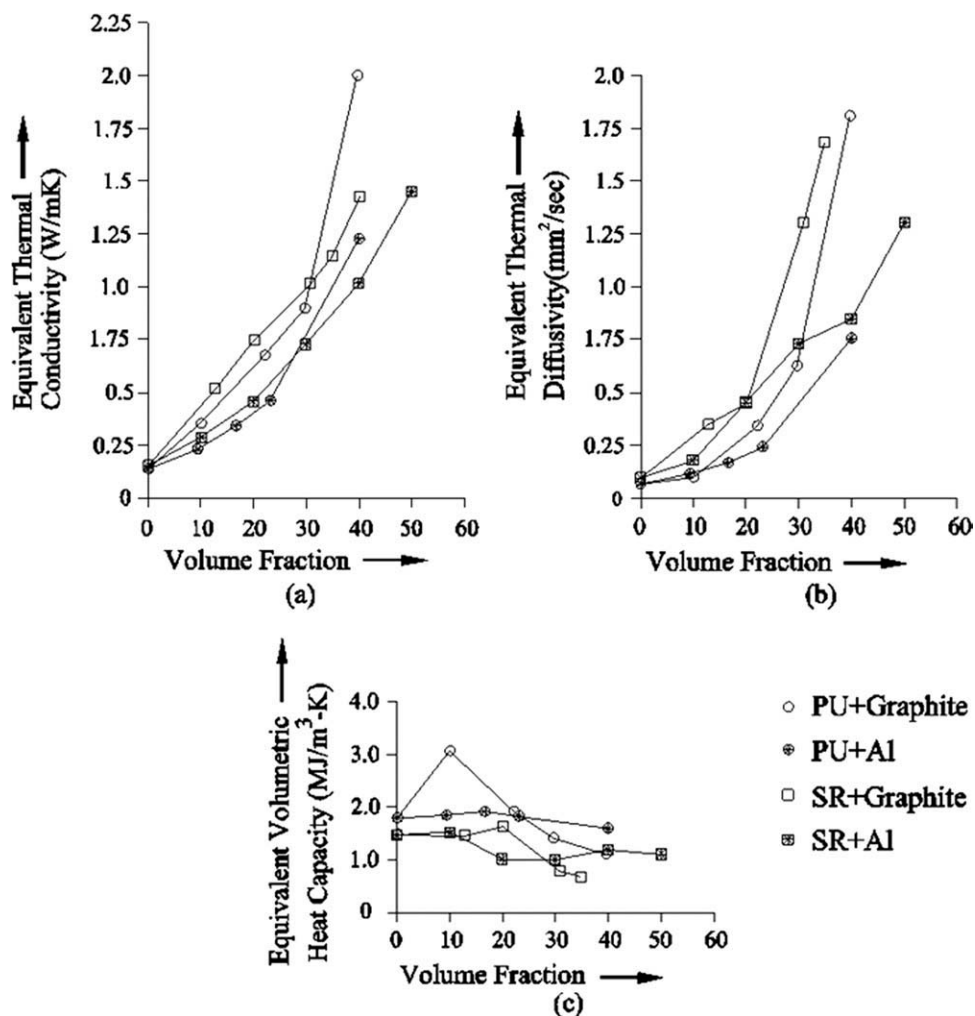 Equivalent Thermal
Conductivity (W/mK)
2.25
2.0
1.75
1.5
1.25
1.0
1.75
0.5
0.25
0
0 10 20 30 40 50 60
Volume Fraction
(a)
Equivalent Thermal
Diffusivity(mm²/sec)
2.0
1.75
1.5
1.25
1.0
1.75
0.5
0.25
0
0 10 20 30 40 50 60
Volume Fraction
(b)
Equivalent Volumetric
Heat Capacity (MJ/m³-K)
4.0
3.0
2.0
1.0
0
0 10 20 30 40 50 60
Volume Fraction
(c)
PU+Graphite
PU+Al
SR+Graphite
SR+Al